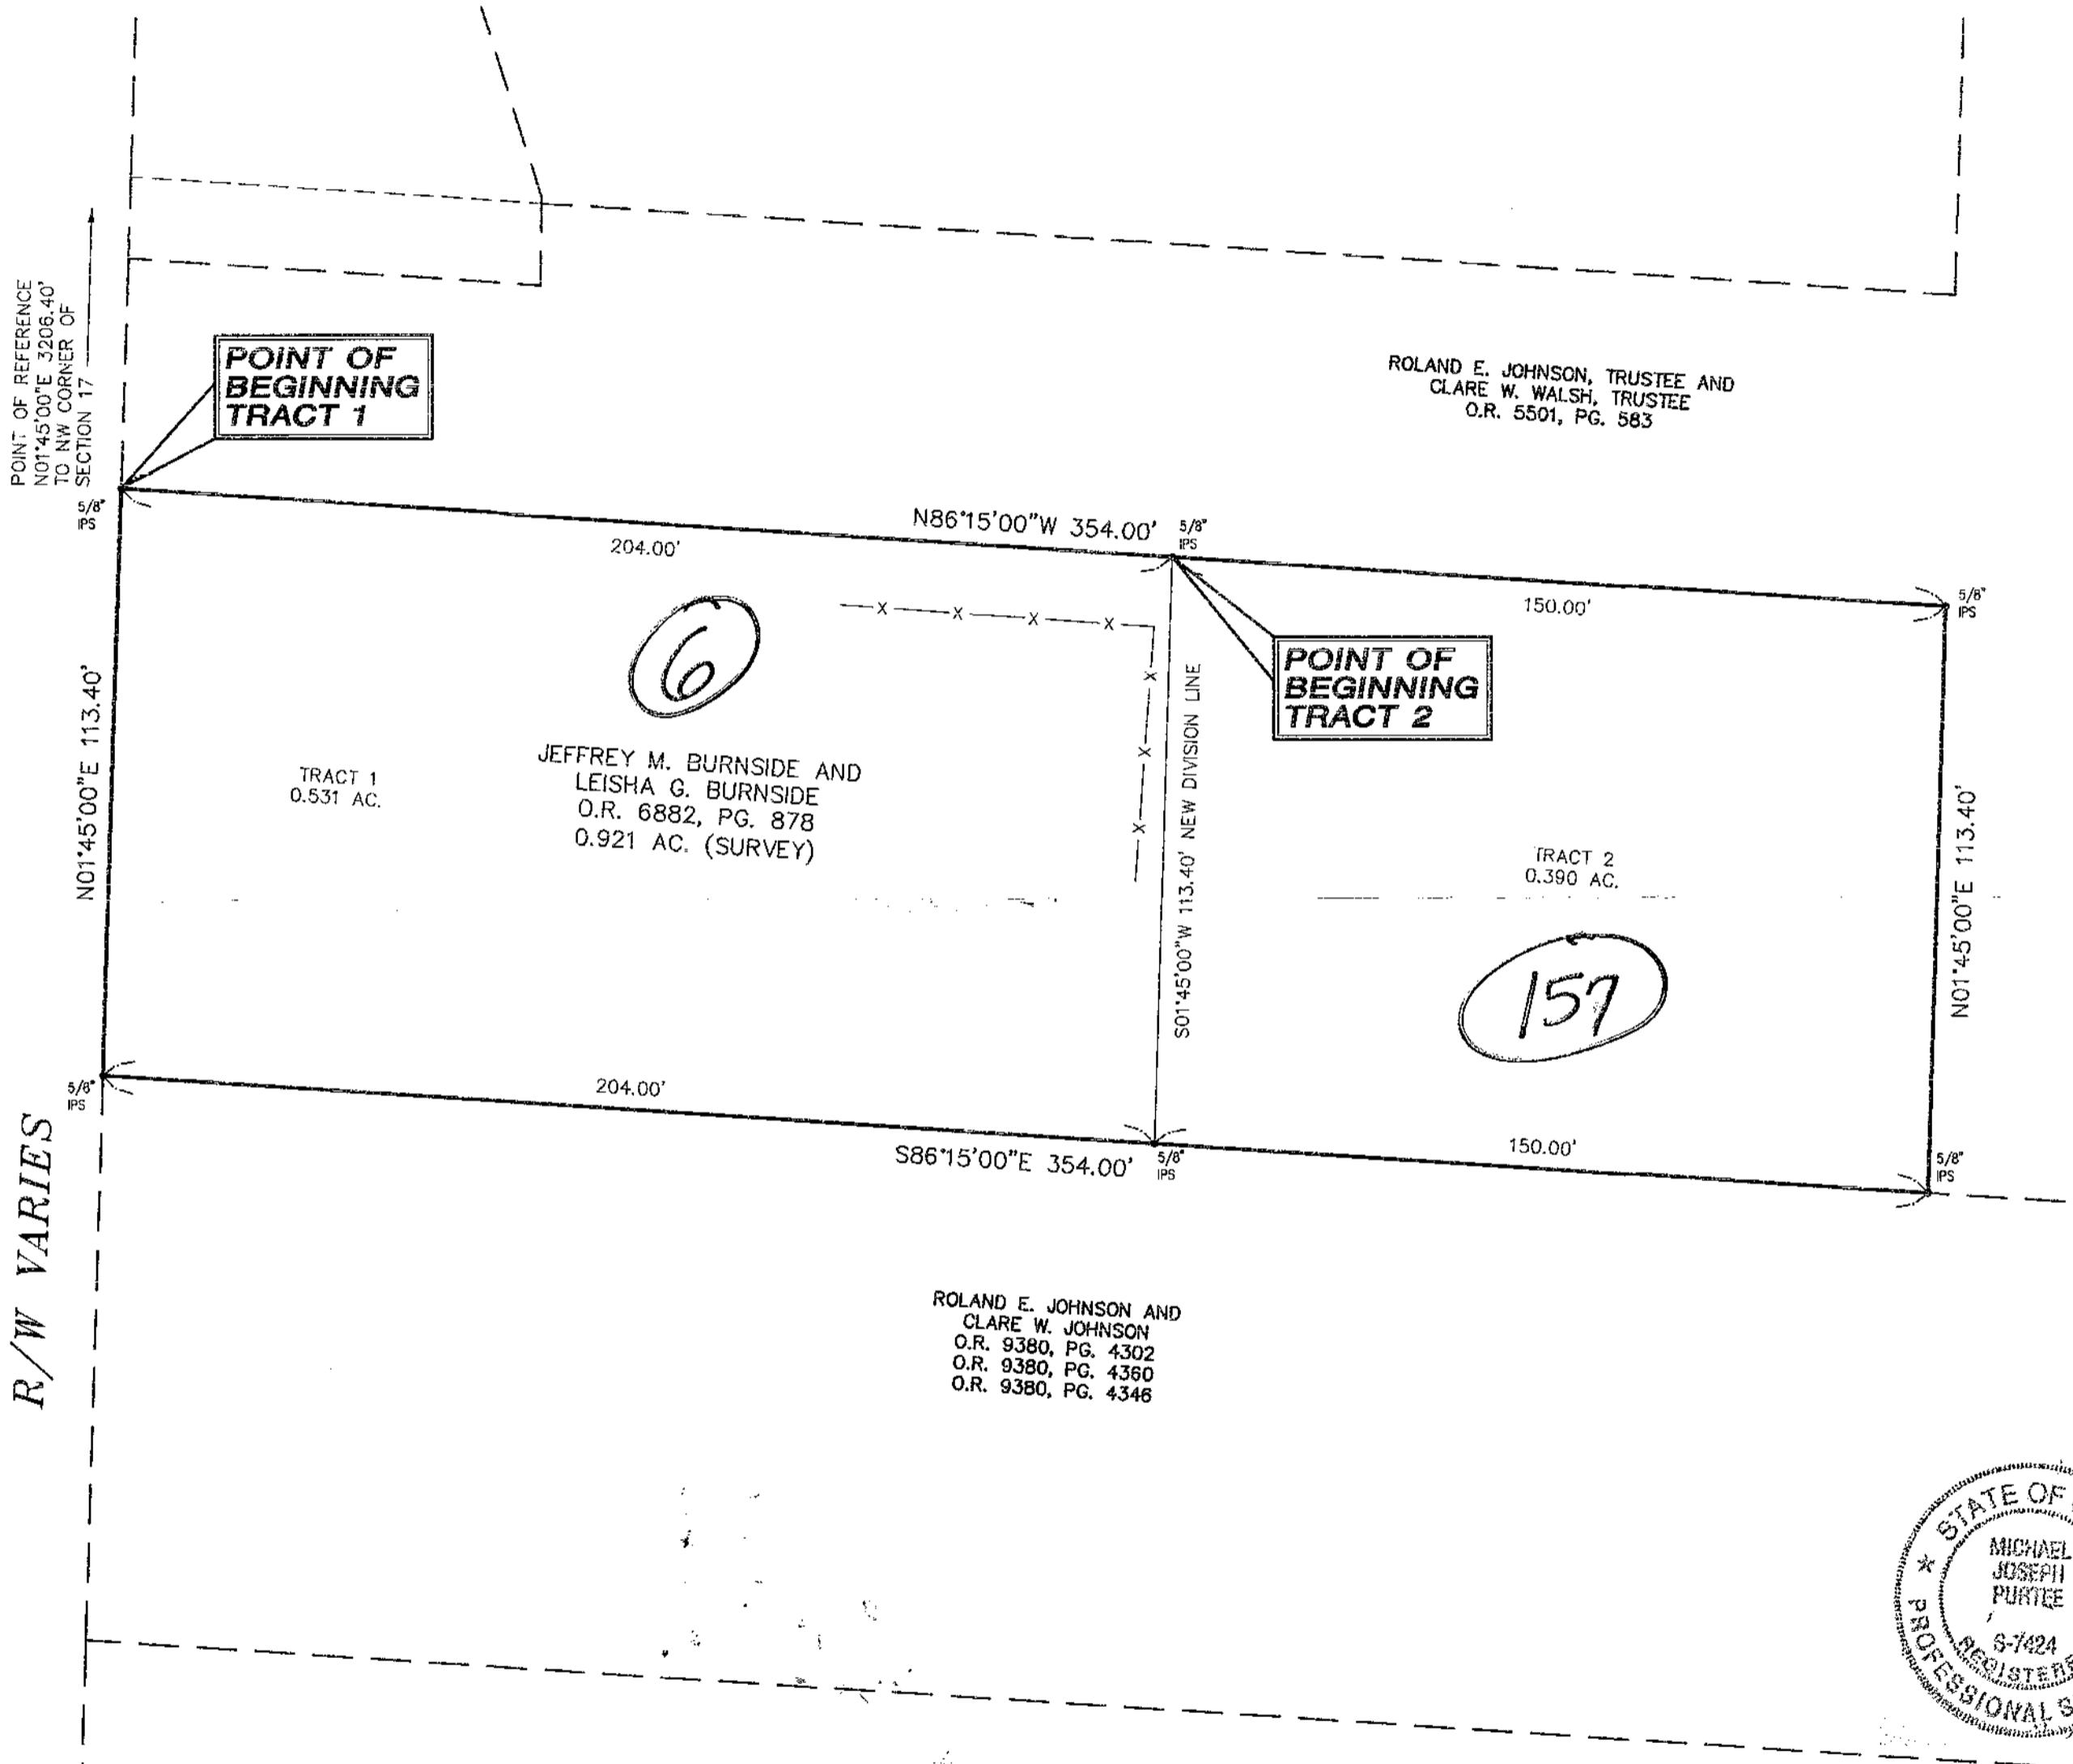 POINT OF REFERENCE
N01°45'00"E 3206.40'
TO NW CORNER OF
SECTION 17
POINT OF
BEGINNING
TRACT 1
ROLAND E. JOHNSON, TRUSTEE AND
CLARE W. WALSH, TRUSTEE
O.R. 5501, PG. 583
5/8"
IPS
N86°15'00"W 354.00'
5/8"
IPS
204.00'
150.00'
5/8"
IPS
6
POINT OF
BEGINNING
TRACT 2
N01°45'00"E 113.40'
TRACT 1
0.531 AC.
JEFFREY M. BURNSIDE AND
LEISHA G. BURNSIDE
O.R. 6882, PG. 878
0.921 AC. (SURVEY)
X X X X
X
X
X
S01°45'00"W 113.40' NEW DIVISION LINE
TRACT 2
0.390 AC.
N01°45'00"E 113.40'
157
5/8"
IPS
204.00'
S86°15'00"E 354.00'
5/8"
IPS
150.00'
5/8"
IPS
R/W VARIES
ROLAND E. JOHNSON AND
CLARE W. JOHNSON
O.R. 9380, PG. 4302
O.R. 9380, PG. 4360
O.R. 9380, PG. 4346
STATE OF
MICHAEL
JOSEPH
PURTEE
S-7424
REGISTERE
PROFESSIONAL S